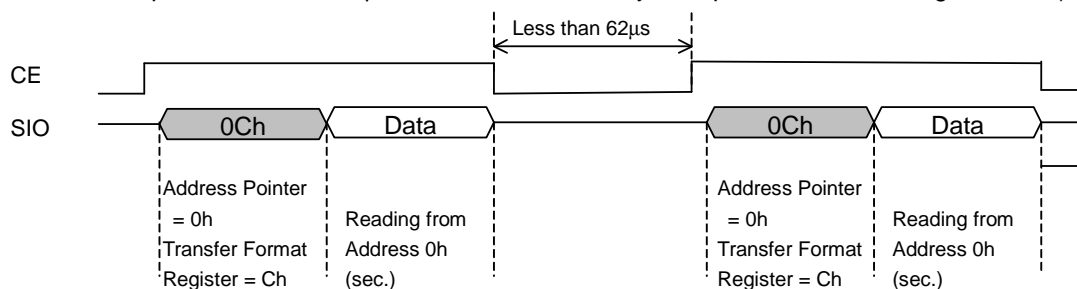 Less than 62μs
CE
SIO
0Ch
Data
0Ch
Data
Address Pointer
= 0h
Transfer Format
Register = Ch
Reading from
Address 0h
(sec.)
Address Pointer
= 0h
Transfer Format
Register = Ch
Reading from
Address 0h
(sec.)